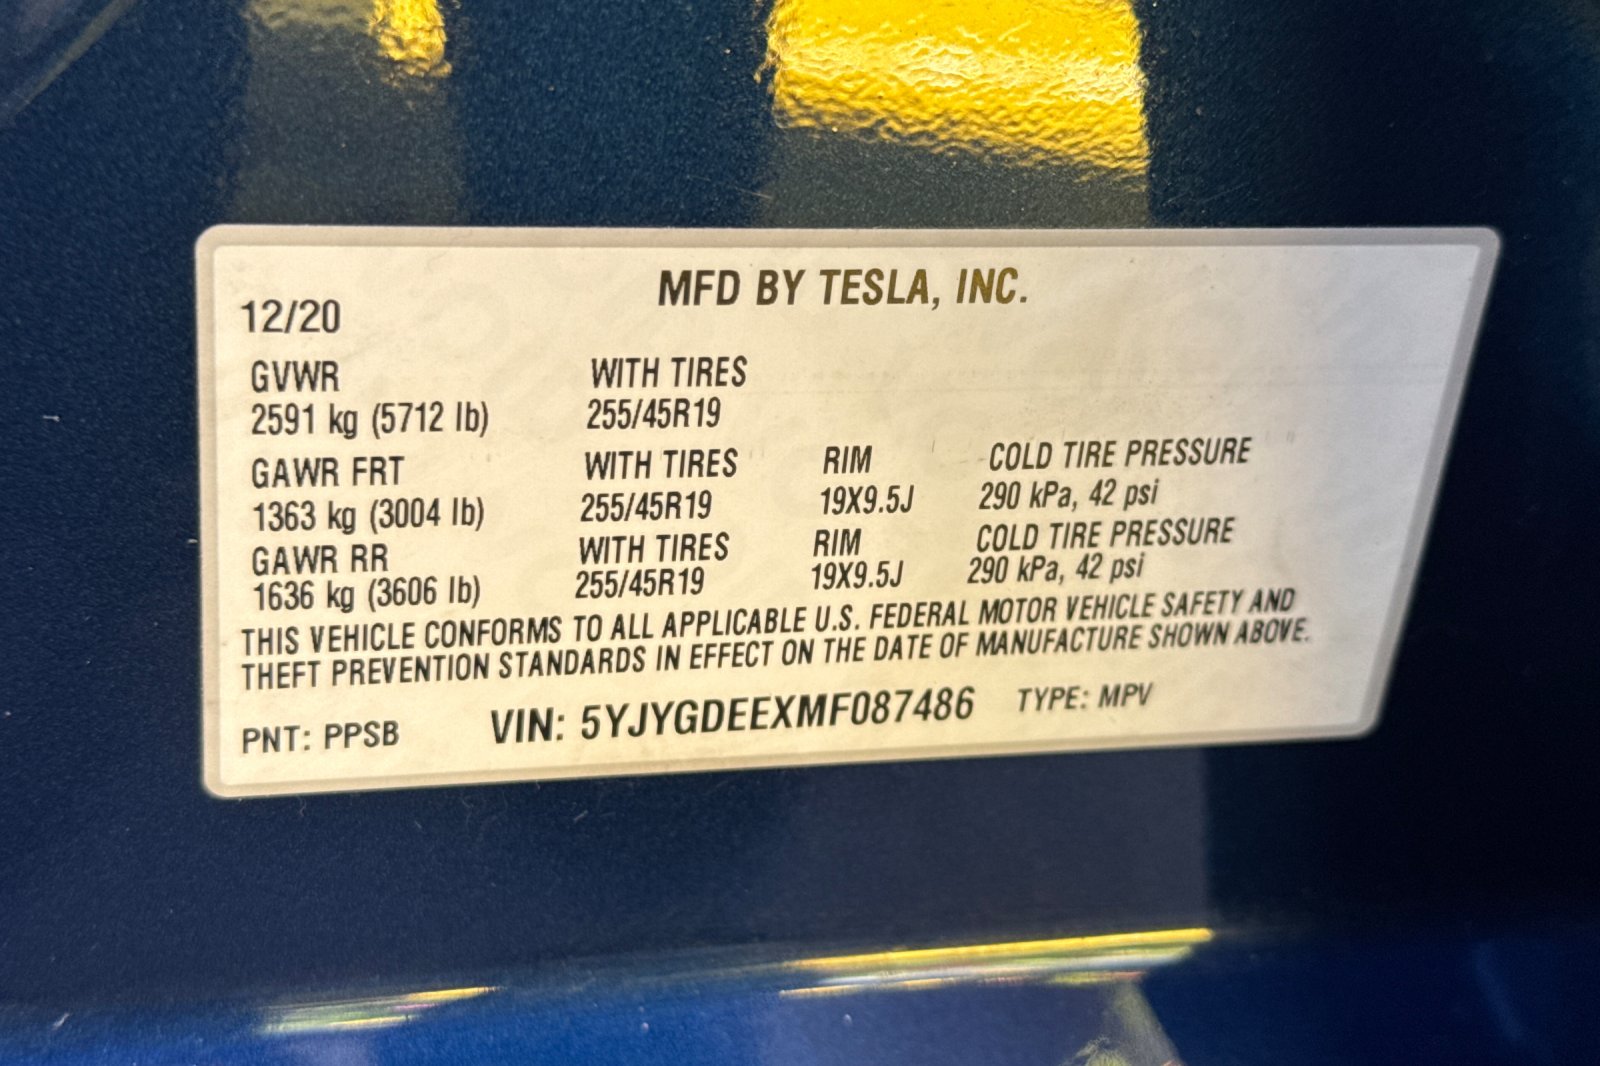 MFD BY TESLA, INC.
12/20
GVWR WITH TIRES
2591 kg (5712 lb) 255/45R19
GAWR FRT WITH TIRES RIM COLD TIRE PRESSURE
1363 kg (3004 lb) 255/45R19 19X9.5J 290 kPa, 42 psi
GAWR RR WITH TIRES RIM COLD TIRE PRESSURE
1636 kg (3606 lb) 255/45R19 19X9.5J 290 kPa, 42 psi
THIS VEHICLE CONFORMS TO ALL APPLICABLE U.S. FEDERAL MOTOR VEHICLE SAFETY AND
THEFT PREVENTION STANDARDS IN EFFECT ON THE DATE OF MANUFACTURE SHOWN ABOVE.
PNT: PPSB VIN: 5YJYGDEEXMF087486 TYPE: MPV